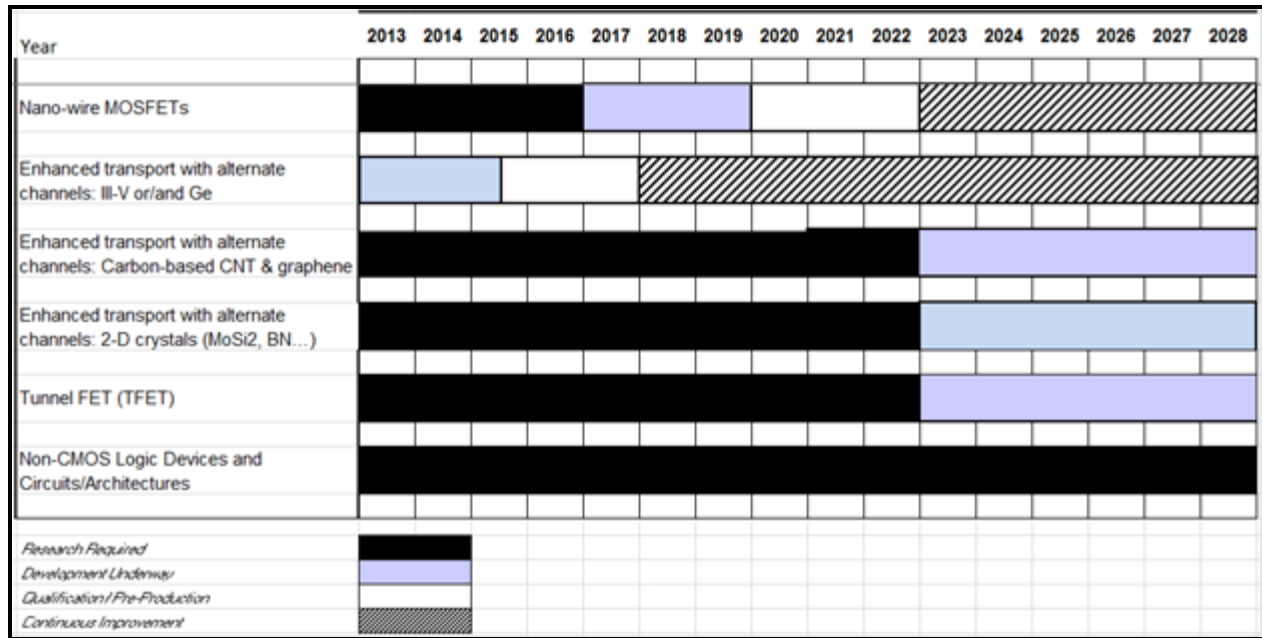 Year 2013 2014 2015 2016 2017 2018 2019 2020 2021 2022 2023 2024 2025 2026 2027 2028
Nano-wire MOSFETs
Enhanced transport with alternate
channels: III-V or/and Ge
Enhanced transport with alternate
channels: Carbon-based CNT & graphene
Enhanced transport with alternate
channels: 2-D crystals (MoSi2, BN...)
Tunnel FET (TFET)
Non-CMOS Logic Devices and
Circuits/Architectures
Research Required
Development Underway
Qualification / Pre-Production
Continuous Improvement